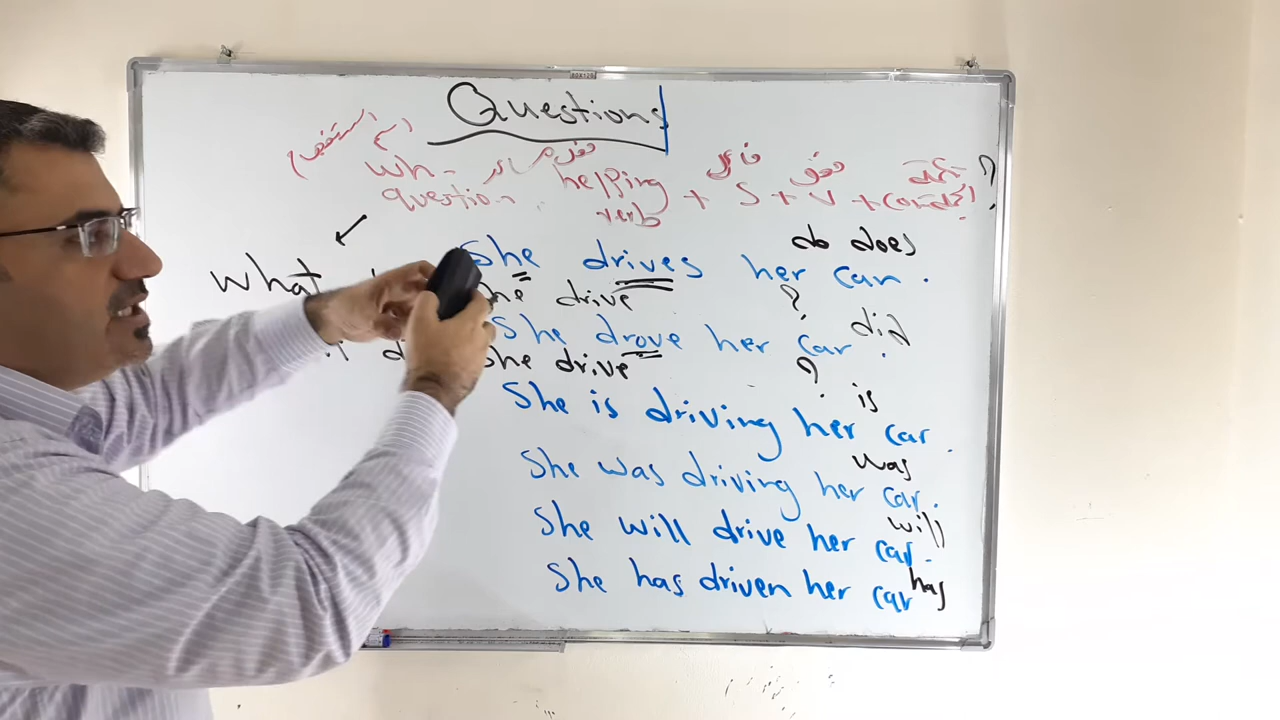 Questions
اسم استفهام فعل مساعد فاعل فعل تكملة الجملة
wh- question helping verb + S + V + complet ?
do does
She drives her car.
What she drive ?
She drove her car. did
she drive ?
She is driving her car. is
She was driving her car. was
She will drive her car. will
She has driven her car has